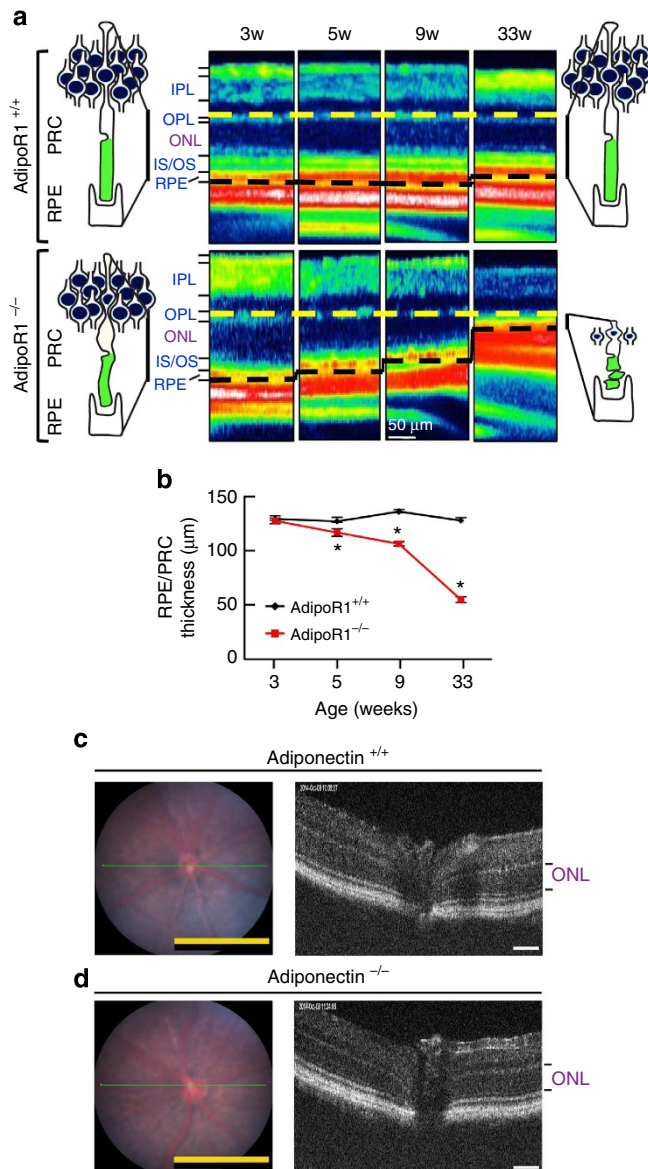 a
3w 5w 9w 33w
AdipoR1 +/+
PRC
RPE
IPL
OPL
ONL
IS/OS
RPE
AdipoR1 −/−
PRC
RPE
IPL
OPL
ONL
IS/OS
RPE
50 μm
b
150
100
50
0
RPE/PRC
thickness (μm)
*
*
*
AdipoR1+/+
AdipoR1−/−
3 5 9 33
Age (weeks)
c
Adiponectin +/+
ONL
d
Adiponectin −/−
ONL